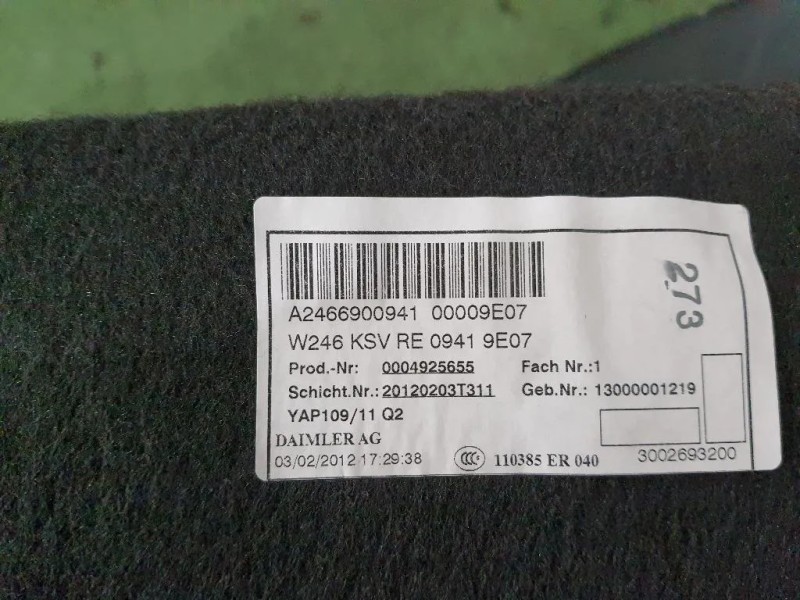 A2466900941 00009E07
W246 KSV RE 0941 9E07
273
Prod.-Nr: 0004925655 Fach Nr.:1
Schicht.Nr.: 20120203T311 Geb.Nr.: 13000001219
YAP109/11 Q2
DAIMLER AG
03/02/2012 17:29:38 CCC 110385 ER 040 3002693200